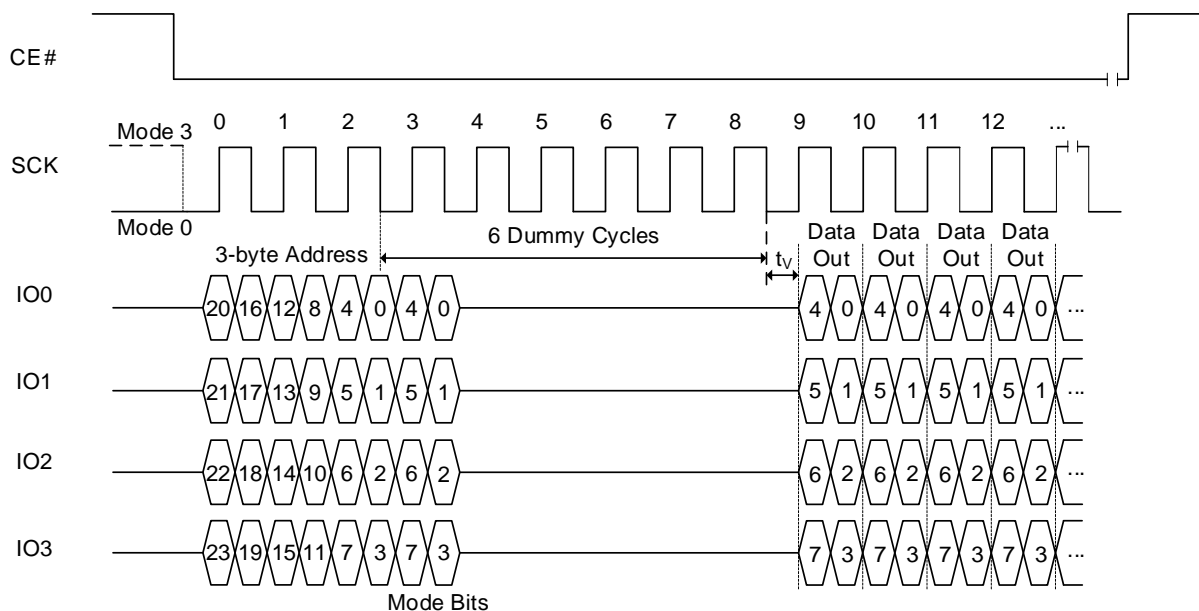 CE#
0 1 2 3 4 5 6 7 8 9 10 11 12 ...
Mode 3
SCK
Mode 0
3-byte Address
6 Dummy Cycles
tV
Data Out
Data Out
Data Out
Data Out
IO0
20 16 12 8 4 0 4 0 4 0 4 0 4 0 4 0 ...
IO1
21 17 13 9 5 1 5 1 5 1 5 1 5 1 5 1 ...
IO2
22 18 14 10 6 2 6 2 6 2 6 2 6 2 6 2 ...
IO3
23 19 15 11 7 3 7 3 7 3 7 3 7 3 7 3 ...
Mode Bits